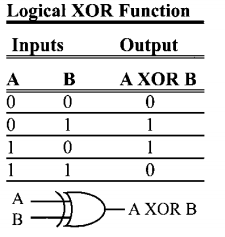 Logical XOR Function
Inputs Output
A B A XOR B
0 0 0
0 1 1
1 0 1
1 1 0
A
B
A XOR B